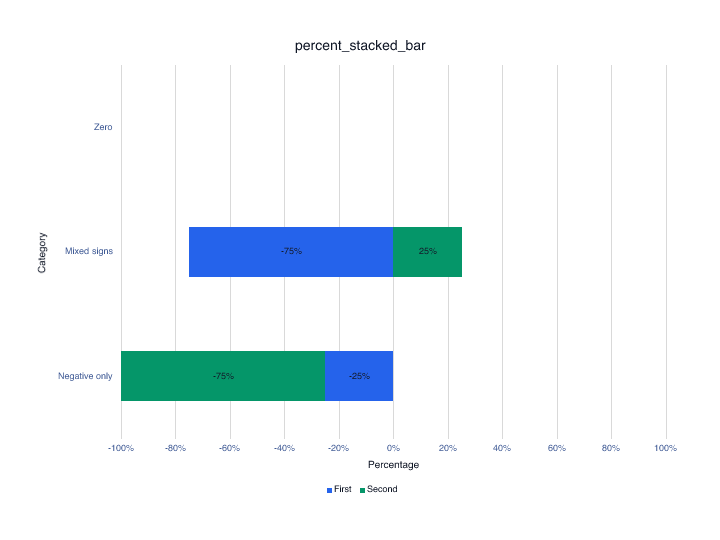 percent_stacked_bar
Zero
Category
Mixed signs
-75%
25%
Negative only
-75%
-25%
-100%
-80%
-60%
-40%
-20%
0%
20%
40%
60%
80%
100%
Percentage
First
Second